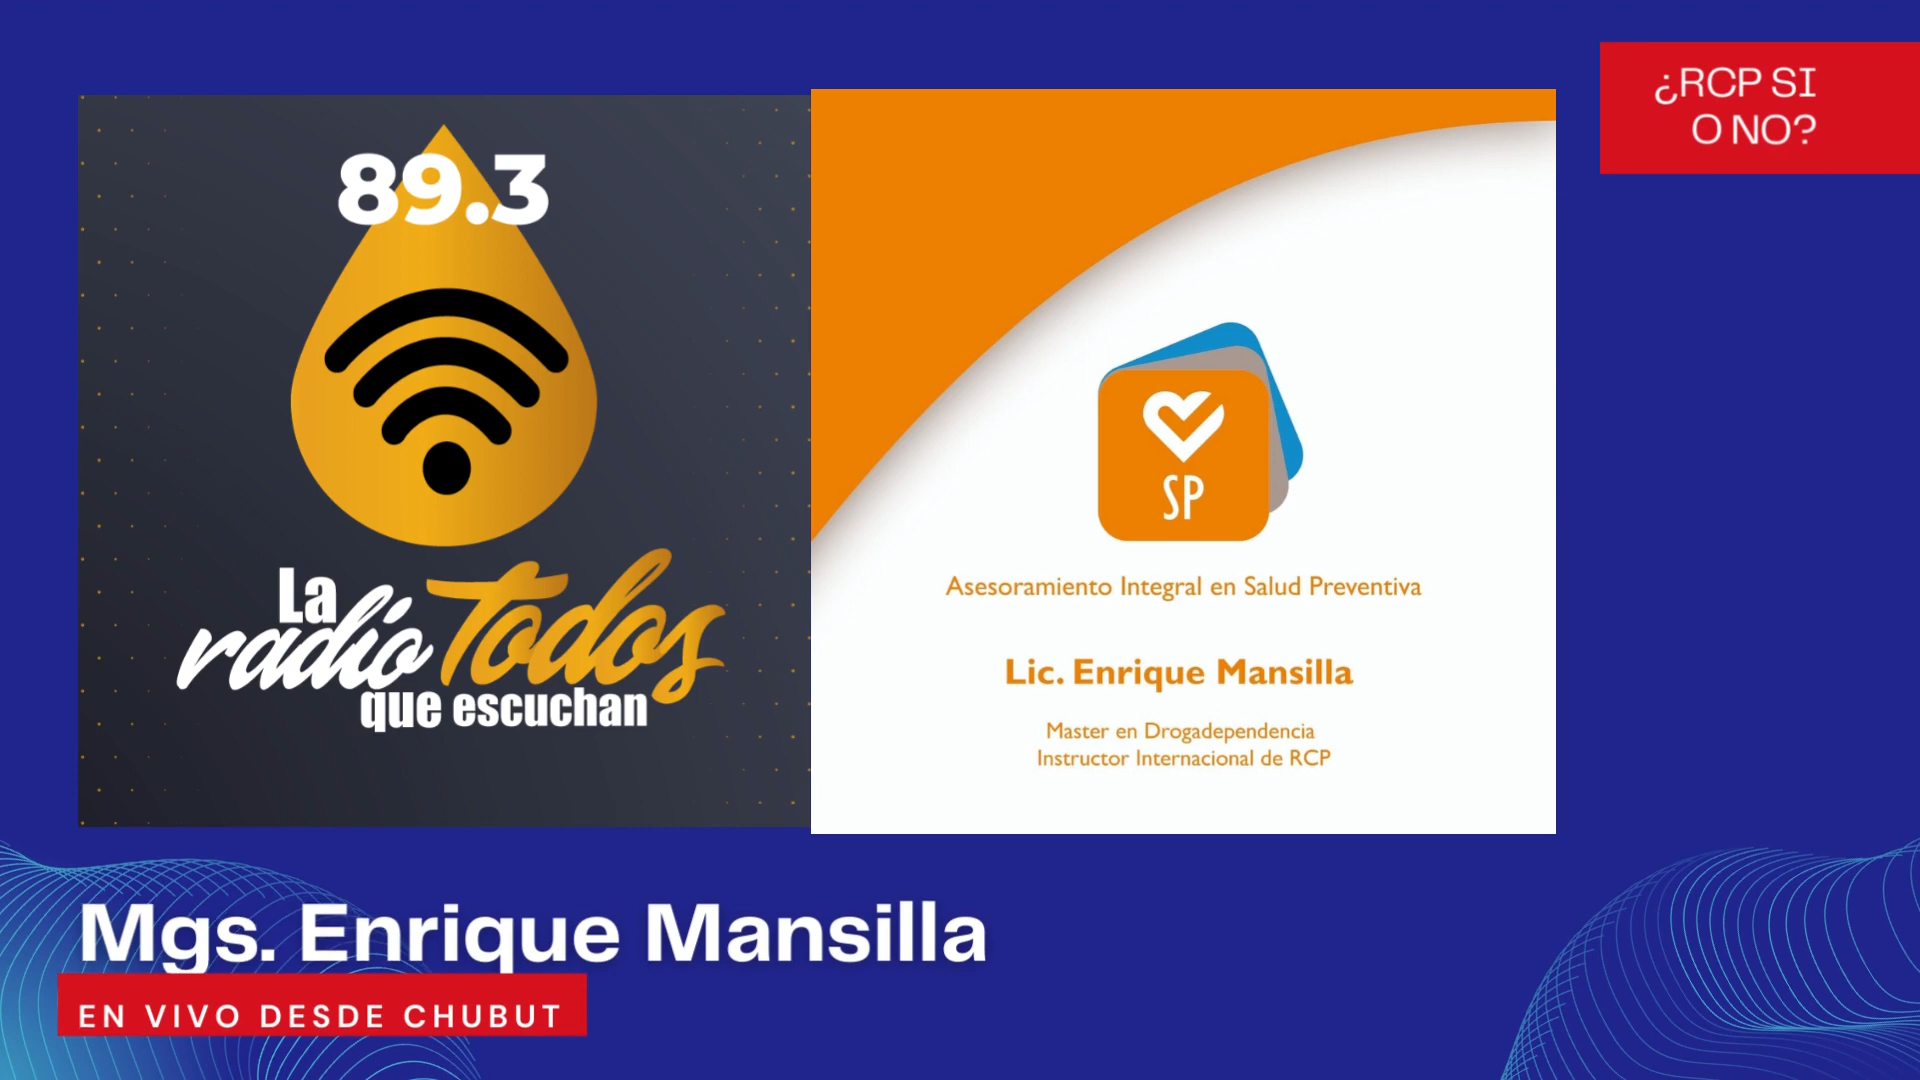 ¿RCP SI
O NO?
89.3
La
radio Todos
que escuchan
SP
Asesoramiento Integral en Salud Preventiva
Lic. Enrique Mansilla
Master en Drogadependencia
Instructor Internacional de RCP
Mgs. Enrique Mansilla
EN VIVO DESDE CHUBUT